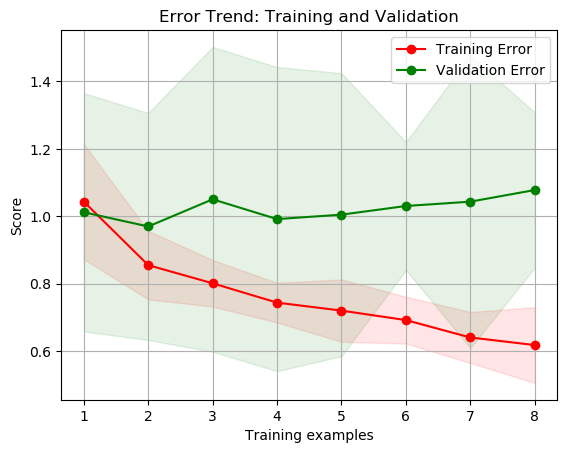 Error Trend: Training and Validation
Training Error
Validation Error
1.4
1.2
1.0
0.8
0.6
Score
1 2 3 4 5 6 7 8
Training examples